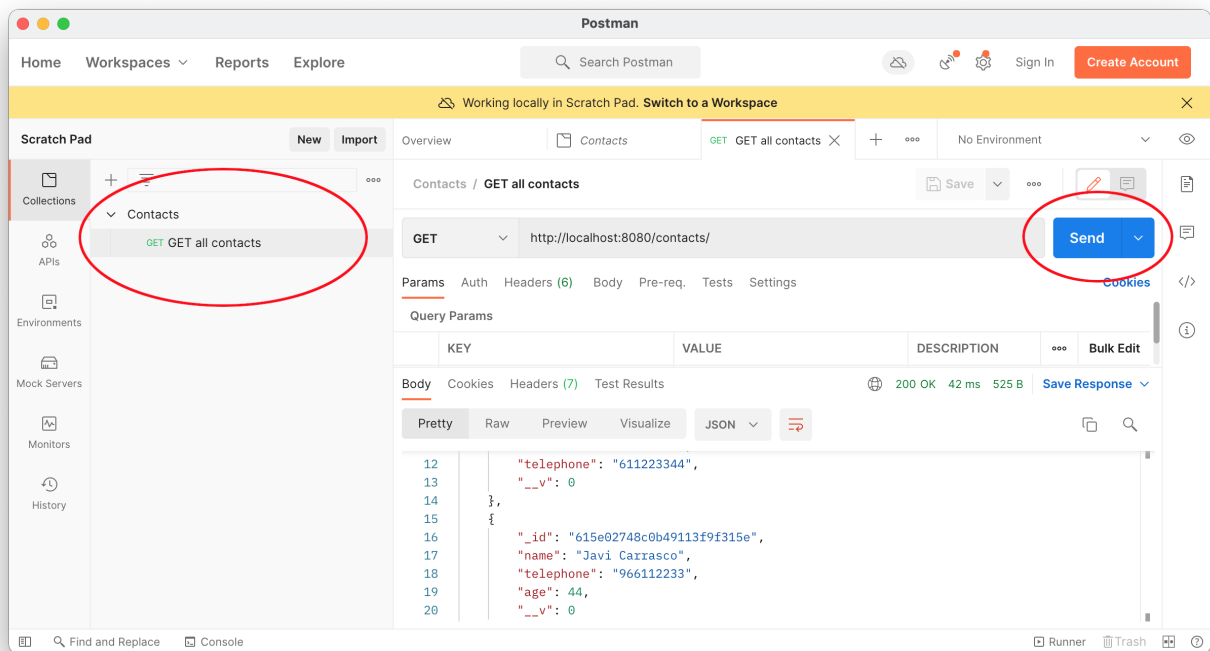 Postman
Home Workspaces Reports Explore Search Postman Sign In Create Account
Working locally in Scratch Pad. Switch to a Workspace
Scratch Pad New Import Overview Contacts GET GET all contacts No Environment
Collections
APIs
Environments
Mock Servers
Monitors
History
Contacts
GET GET all contacts
Contacts / GET all contacts Save
GET http://localhost:8080/contacts/ Send
Params Auth Headers (6) Body Pre-req. Tests Settings Cookies
Query Params
KEY VALUE DESCRIPTION Bulk Edit
Body Cookies Headers (7) Test Results 200 OK 42 ms 525 B Save Response
Pretty Raw Preview Visualize JSON
12 "telephone": "611223344",
13 "__v": 0
14 },
15 {
16 "_id": "615e02748c0b49113f9f315e",
17 "name": "Javi Carrasco",
18 "telephone": "966112233",
19 "age": 44,
20 "__v": 0
Find and Replace Console Runner Trash